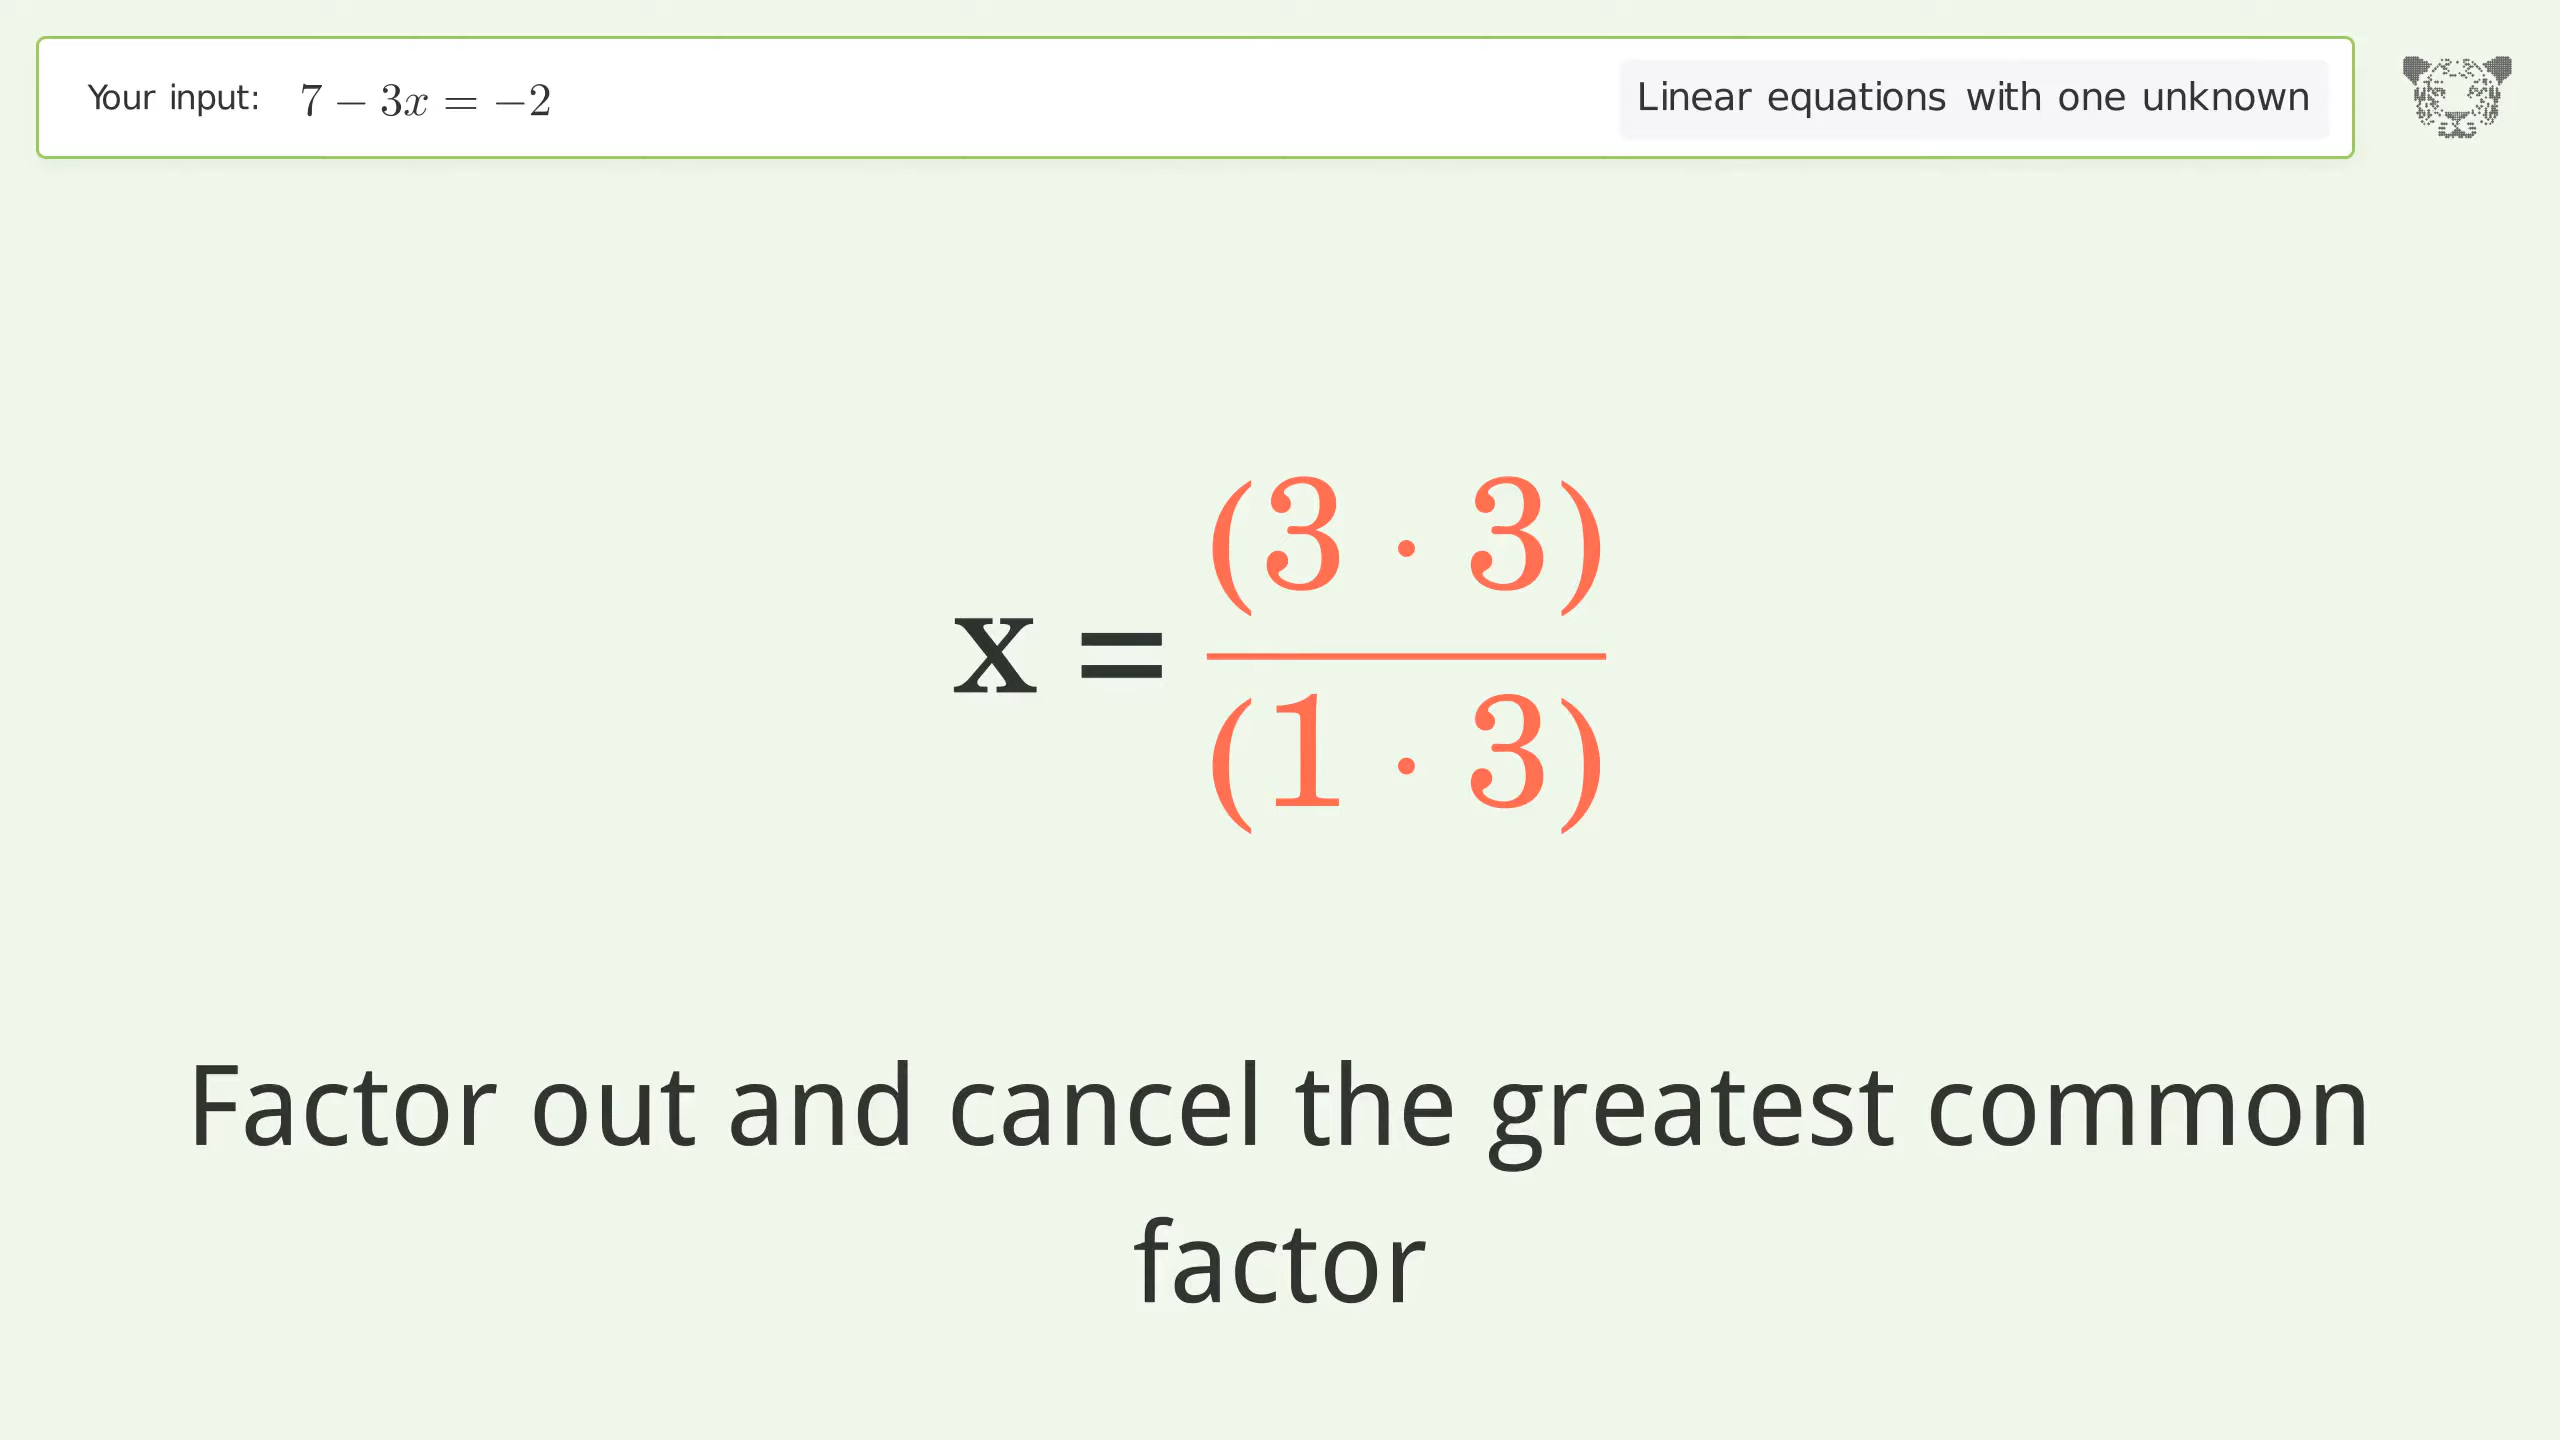 Your input: 7 − 3x = −2
Linear equations with one unknown
x = (3 · 3) / (1 · 3)
Factor out and cancel the greatest common
factor